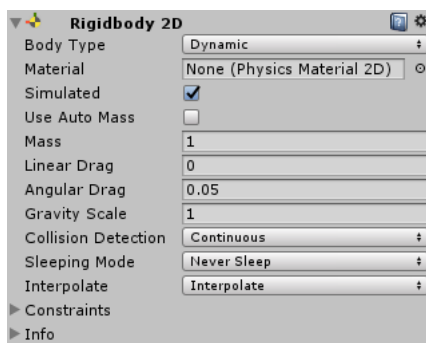 Rigidbody 2D
Body Type Dynamic
Material None (Physics Material 2D)
Simulated
Use Auto Mass
Mass 1
Linear Drag 0
Angular Drag 0.05
Gravity Scale 1
Collision Detection Continuous
Sleeping Mode Never Sleep
Interpolate Interpolate
Constraints
Info